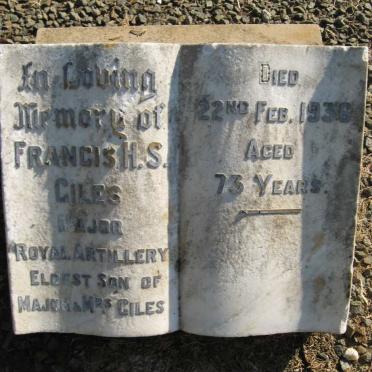 In Loving
Memory of
FRANCIS H. S.
GILES
MAJOR
ROYAL ARTILLERY
ELDEST SON OF
MAJOR & MRS GILES
DIED
22ND FEB. 1936
AGED
73 YEARS.